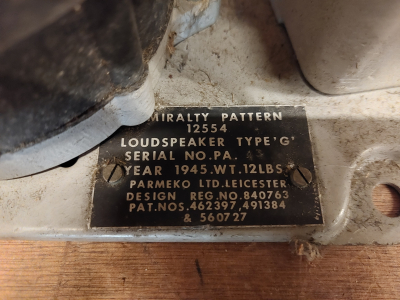 MIRALTY PATTERN
12554
LOUDSPEAKER TYPE 'G'
SERIAL NO. PA.
YEAR 1945. WT. 12LBS
PARMEKO LTD. LEICESTER
DESIGN REG. NO. 840763
PAT. NOS. 462397, 491384
& 560727